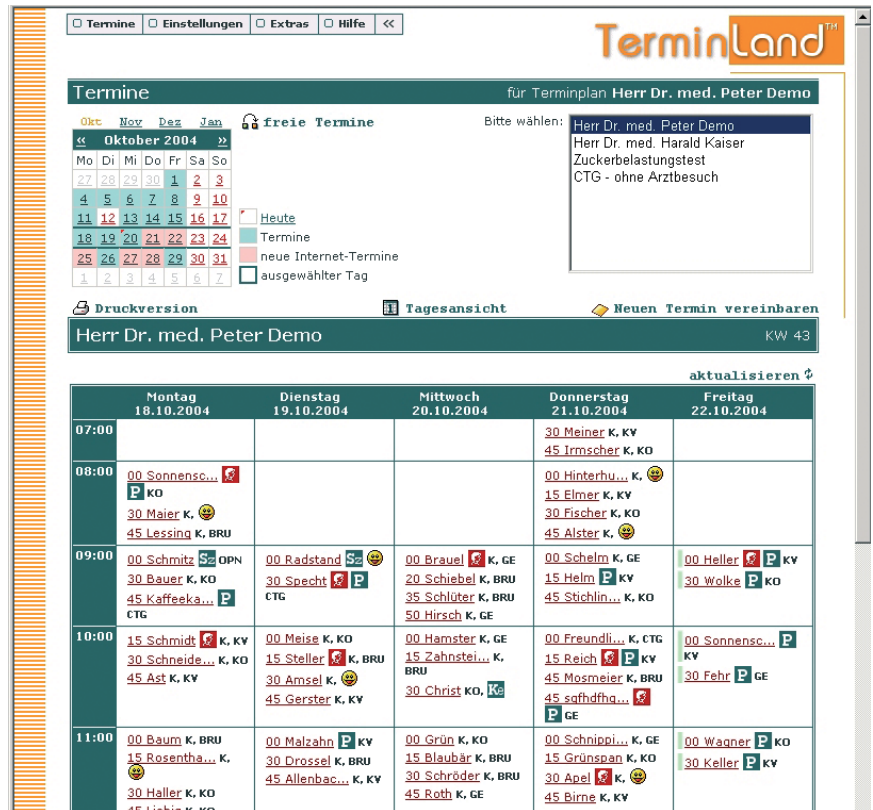 Termine Einstellungen Extras Hilfe «
TerminLand™
Termine für Terminplan Herr Dr. med. Peter Demo
Okt Nov Dez Jan
« Oktober 2004 »
Mo Di Mi Do Fr Sa So
27 28 29 30 1 2 3
4 5 6 7 8 9 10
11 12 13 14 15 16 17
18 19 20 21 22 23 24
25 26 27 28 29 30 31
1 2 3 4 5 6 7
freie Termine
Heute
Termine
neue Internet-Termine
ausgewählter Tag
Bitte wählen:
Herr Dr. med. Peter Demo
Herr Dr. med. Harald Kaiser
Zuckerbelastungstest
CTG - ohne Arztbesuch
Druckversion Tagesansicht Neuen Termin vereinbaren
Herr Dr. med. Peter Demo KW 43
aktualisieren
Montag Dienstag Mittwoch Donnerstag Freitag
18.10.2004 19.10.2004 20.10.2004 21.10.2004 22.10.2004
07:00
30 Meiner K, KV
45 Irmscher K, KO
08:00
00 Sonnensc...
P KO
30 Maier K,
45 Lessing K, BRU
00 Hinterhu... K,
15 Elmer K, KV
30 Fischer K, KO
45 Alster K,
09:00
00 Schmitz Sz OPN
30 Bauer K, KO
45 Kaffeeka... P
CTG
00 Radstand Sz
30 Specht P
CTG
00 Brauel K, GE
20 Schiebel K, BRU
35 Schlüter K, BRU
50 Hirsch K, GE
00 Schelm K, GE
15 Helm P KV
45 Stichlin... K, KO
00 Heller P KV
30 Wolke P KO
10:00
15 Schmidt K, KV
30 Schneide... K, KO
45 Ast K, KV
00 Meise K, KO
15 Steller K, BRU
30 Amsel K,
45 Gerster K, KV
00 Hamster K, GE
15 Zahnstei... K,
BRU
30 Christ KO, Ke
00 Freundli... K, CTG
15 Reich P KV
45 Mosmeier K, BRU
45 sgfhdfhg...
P GE
00 Sonnensc... P
KV
30 Fehr P GE
11:00
00 Baum K, BRU
15 Rosentha... K,
30 Haller K, KO
45 Liebig K, KO
00 Malzahn P KV
30 Drossel K, BRU
45 Allenbac... K, KV
00 Grün K, KO
15 Blaubär K, BRU
30 Schröder K, BRU
45 Roth K, GE
00 Schnippi... K, GE
15 Grünspan K, KO
30 Apel K,
45 Birne K, KV
00 Wagner P KO
30 Keller P KV